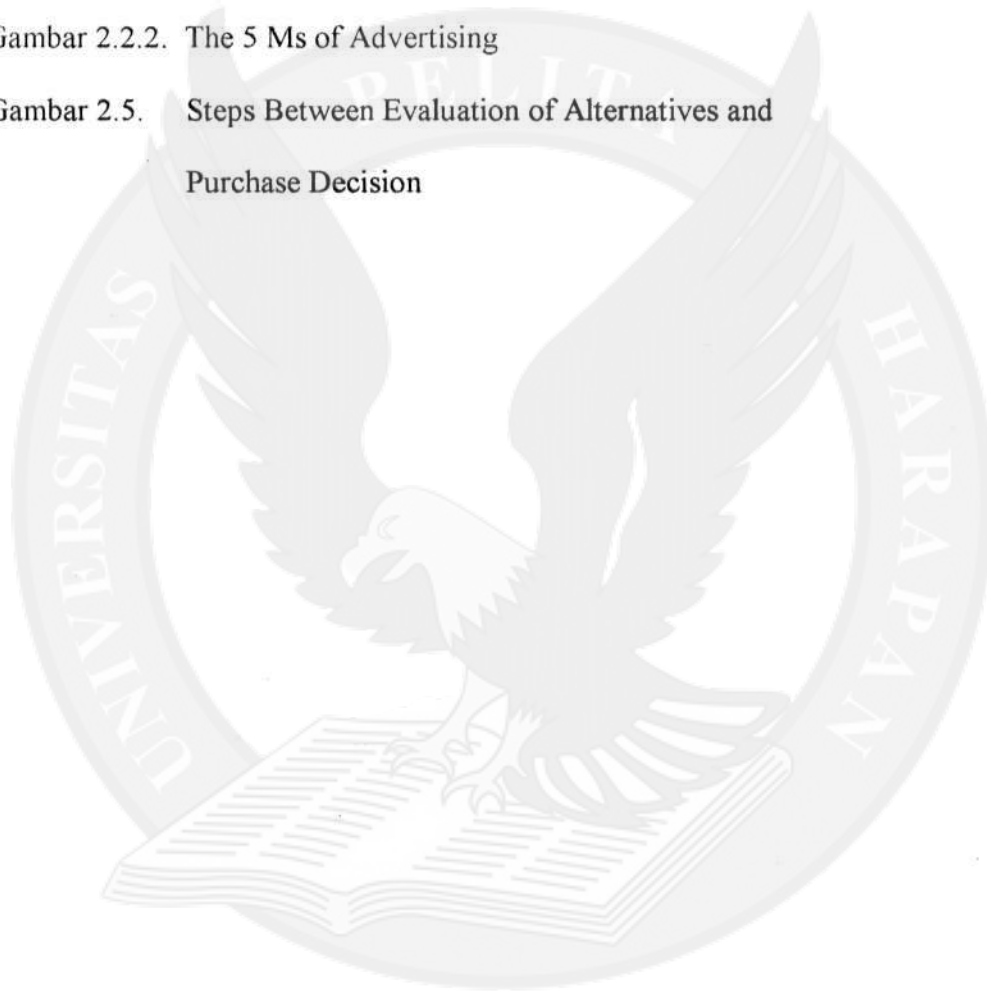 Gambar 2.2.2. The 5 Ms of Advertising
Gambar 2.5. Steps Between Evaluation of Alternatives and
Purchase Decision
UNIVERSITAS PELITA HARAPAN